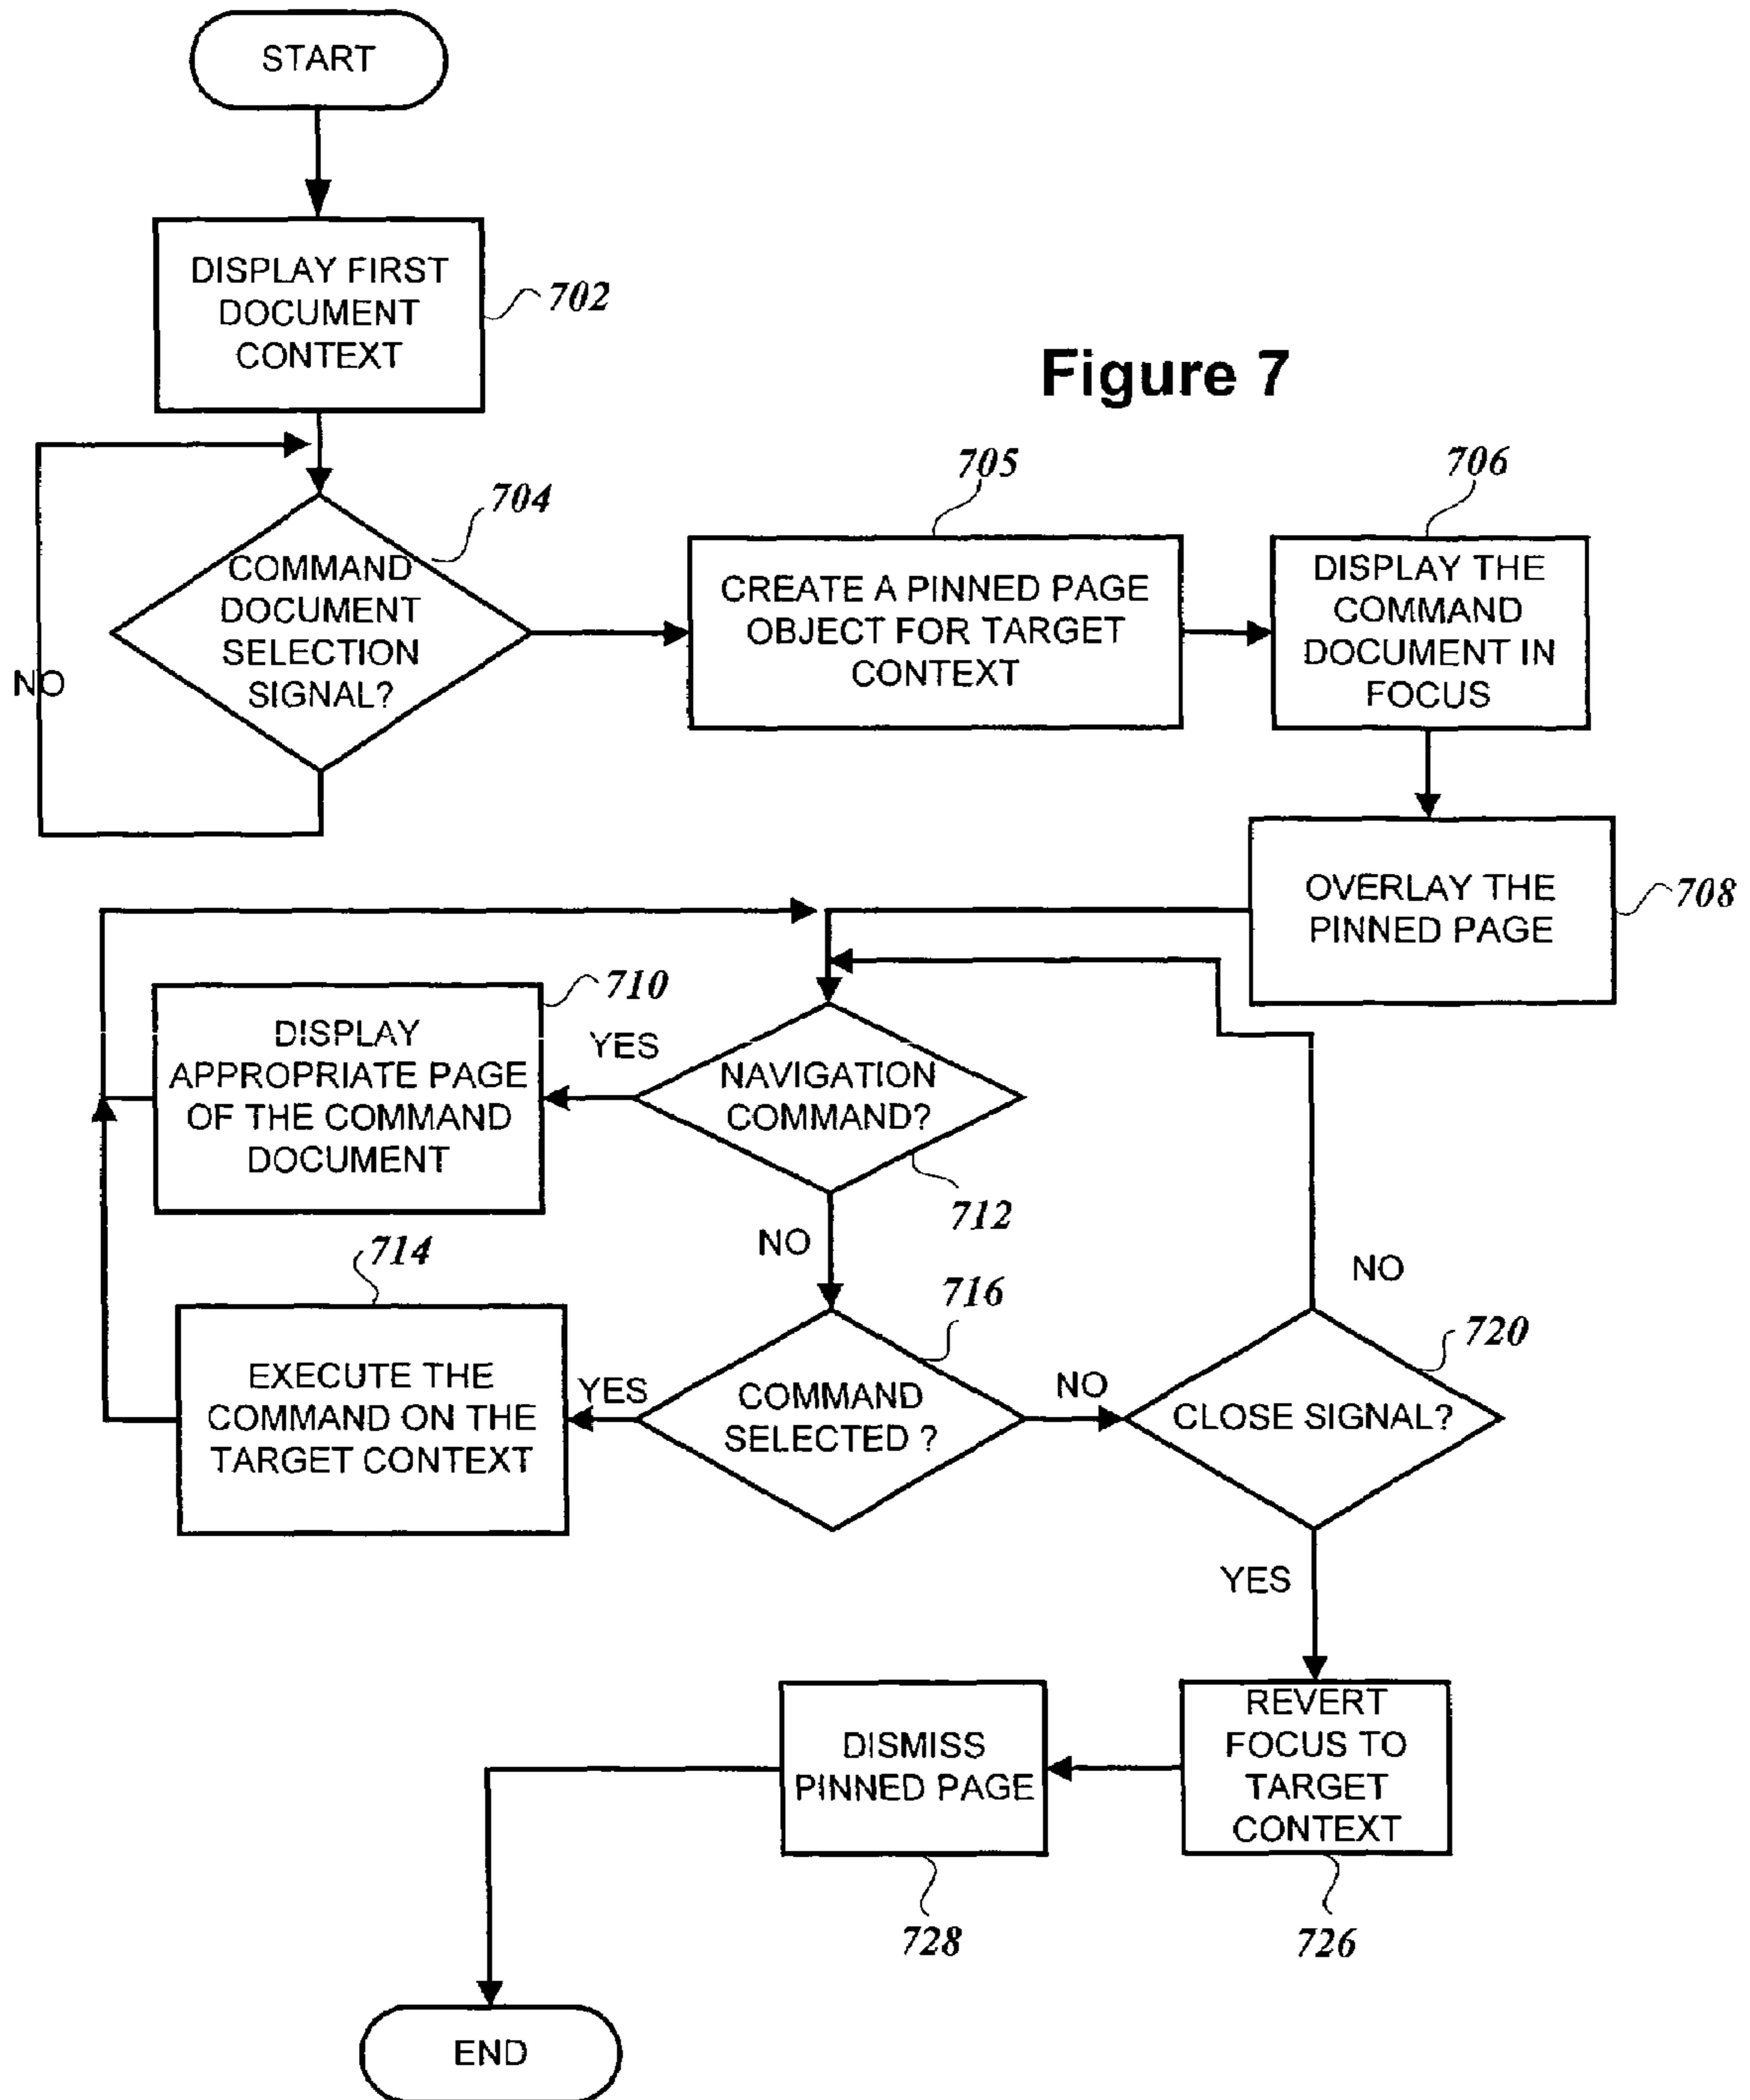 START
DISPLAY FIRST
DOCUMENT
CONTEXT
702
Figure 7
704
COMMAND
DOCUMENT
SELECTION
SIGNAL?
NO
705
CREATE A PINNED PAGE
OBJECT FOR TARGET
CONTEXT
706
DISPLAY THE
COMMAND
DOCUMENT IN
FOCUS
OVERLAY THE
PINNED PAGE
708
710
DISPLAY
APPROPRIATE PAGE
OF THE COMMAND
DOCUMENT
YES
NAVIGATION
COMMAND?
712
NO
714
EXECUTE THE
COMMAND ON THE
TARGET CONTEXT
YES
716
COMMAND
SELECTED ?
NO
NO
720
CLOSE SIGNAL?
YES
REVERT
FOCUS TO
TARGET
CONTEXT
726
DISMISS
PINNED PAGE
728
END